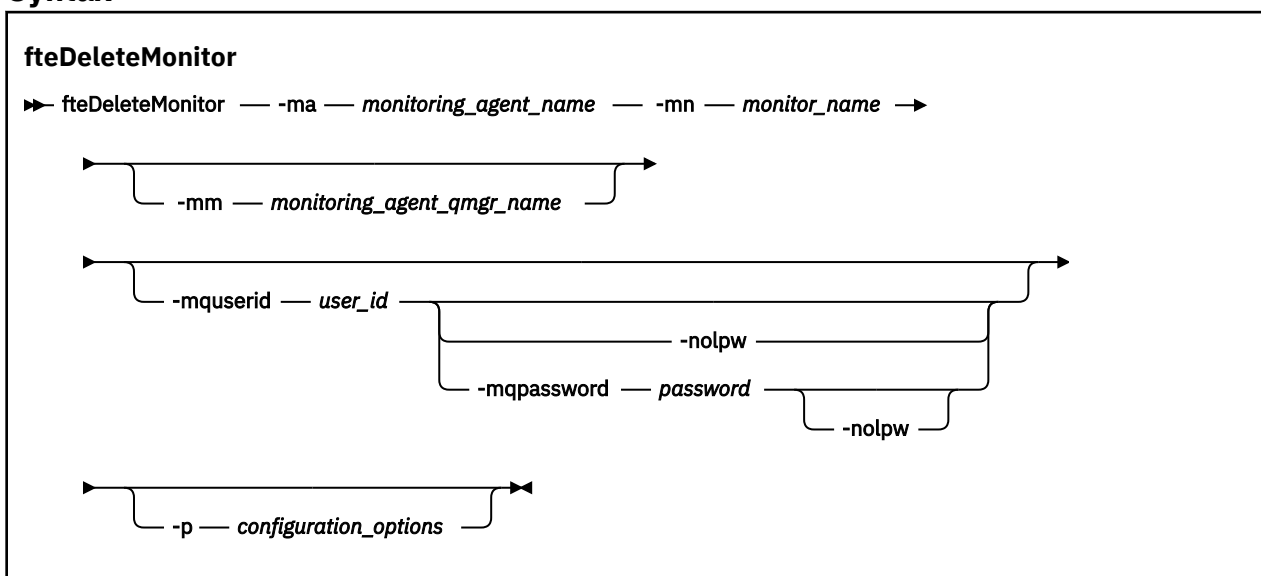 Syntax
fteDeleteMonitor
fteDeleteMonitor -ma monitoring_agent_name -mn monitor_name
-mm monitoring_agent_qmgr_name
-mquserid user_id
-nolpw
-mqpassword password
-nolpw
-p configuration_options